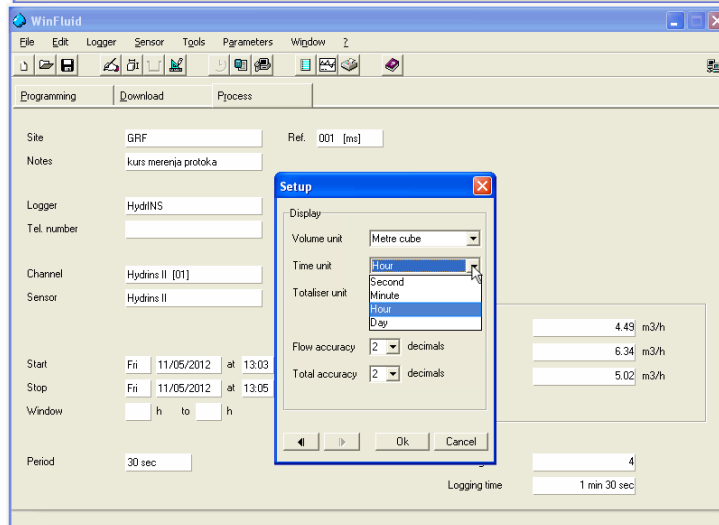 WinFluid
File Edit Logger Sensor Tools Parameters Window ?
Programming Download Process
Site GRF Ref. 001 [ms]
Notes kurs merenja protoka
Logger HydrINS
Tel. number
Channel Hydrins II [01]
Sensor Hydrins II
Start Fri 11/05/2012 at 13:03
Stop Fri 11/05/2012 at 13:05
Window h to h
Period 30 sec
Setup
Display
Volume unit Metre cube
Time unit Hour
Second
Minute
Hour
Day
Totaliser unit
Flow accuracy 2 decimals
Total accuracy 2 decimals
Ok Cancel
4.49 m3/h
6.34 m3/h
5.02 m3/h
4
Logging time 1 min 30 sec